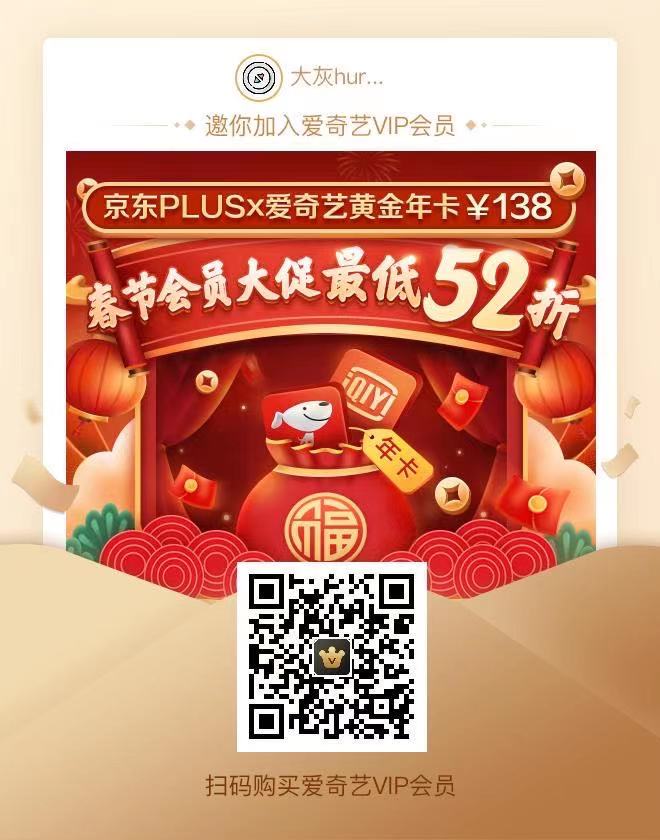 大灰hur...
邀你加入爱奇艺VIP会员
京东PLUSx爱奇艺黄金年卡¥138
春节会员大促最低52折
iQIYI
年卡
福
扫码购买爱奇艺VIP会员